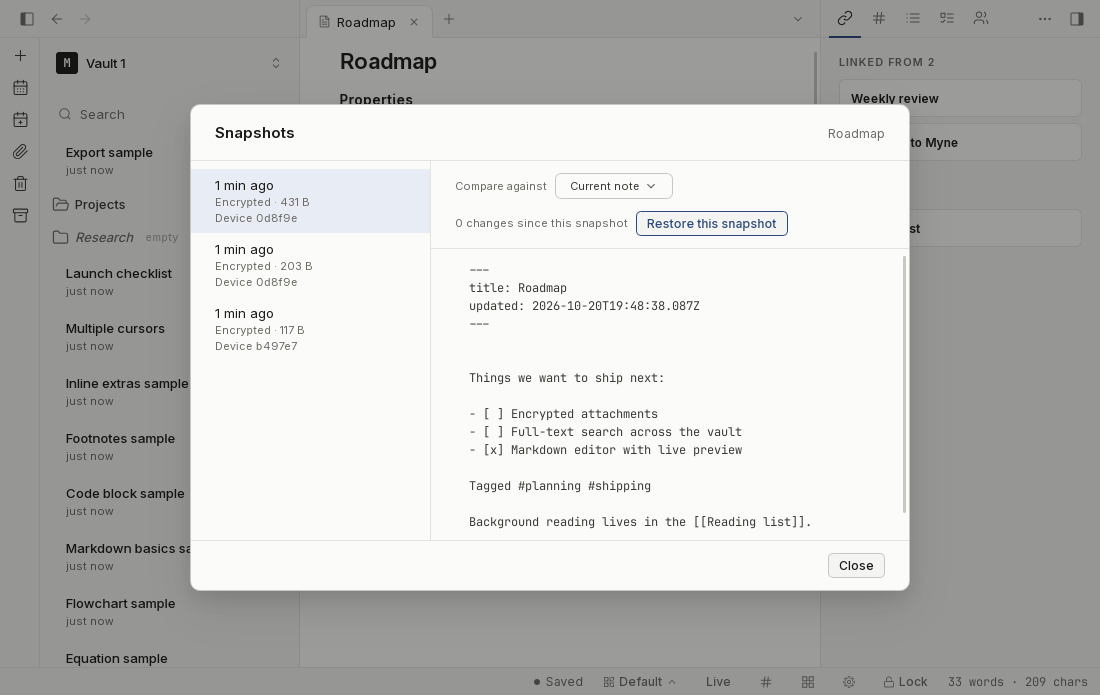 Roadmap
M Vault 1
Search
Export sample
just now
Projects
Research empty
Launch checklist
just now
Multiple cursors
just now
Inline extras sample
just now
Footnotes sample
just now
Code block sample
just now
Markdown basics sa
just now
Flowchart sample
just now
Equation sample
Roadmap
Properties
LINKED FROM 2
Weekly review
to Myne
st
Snapshots
Roadmap
1 min ago
Encrypted · 431 B
Device 0d8f9e
1 min ago
Encrypted · 203 B
Device 0d8f9e
1 min ago
Encrypted · 117 B
Device b497e7
Compare against Current note
0 changes since this snapshot Restore this snapshot
---
title: Roadmap
updated: 2026-10-20T19:48:38.087Z
---
Things we want to ship next:
- [ ] Encrypted attachments
- [ ] Full-text search across the vault
- [x] Markdown editor with live preview
Tagged #planning #shipping
Background reading lives in the [[Reading list]].
Close
Saved Default Live Lock 33 words · 209 chars